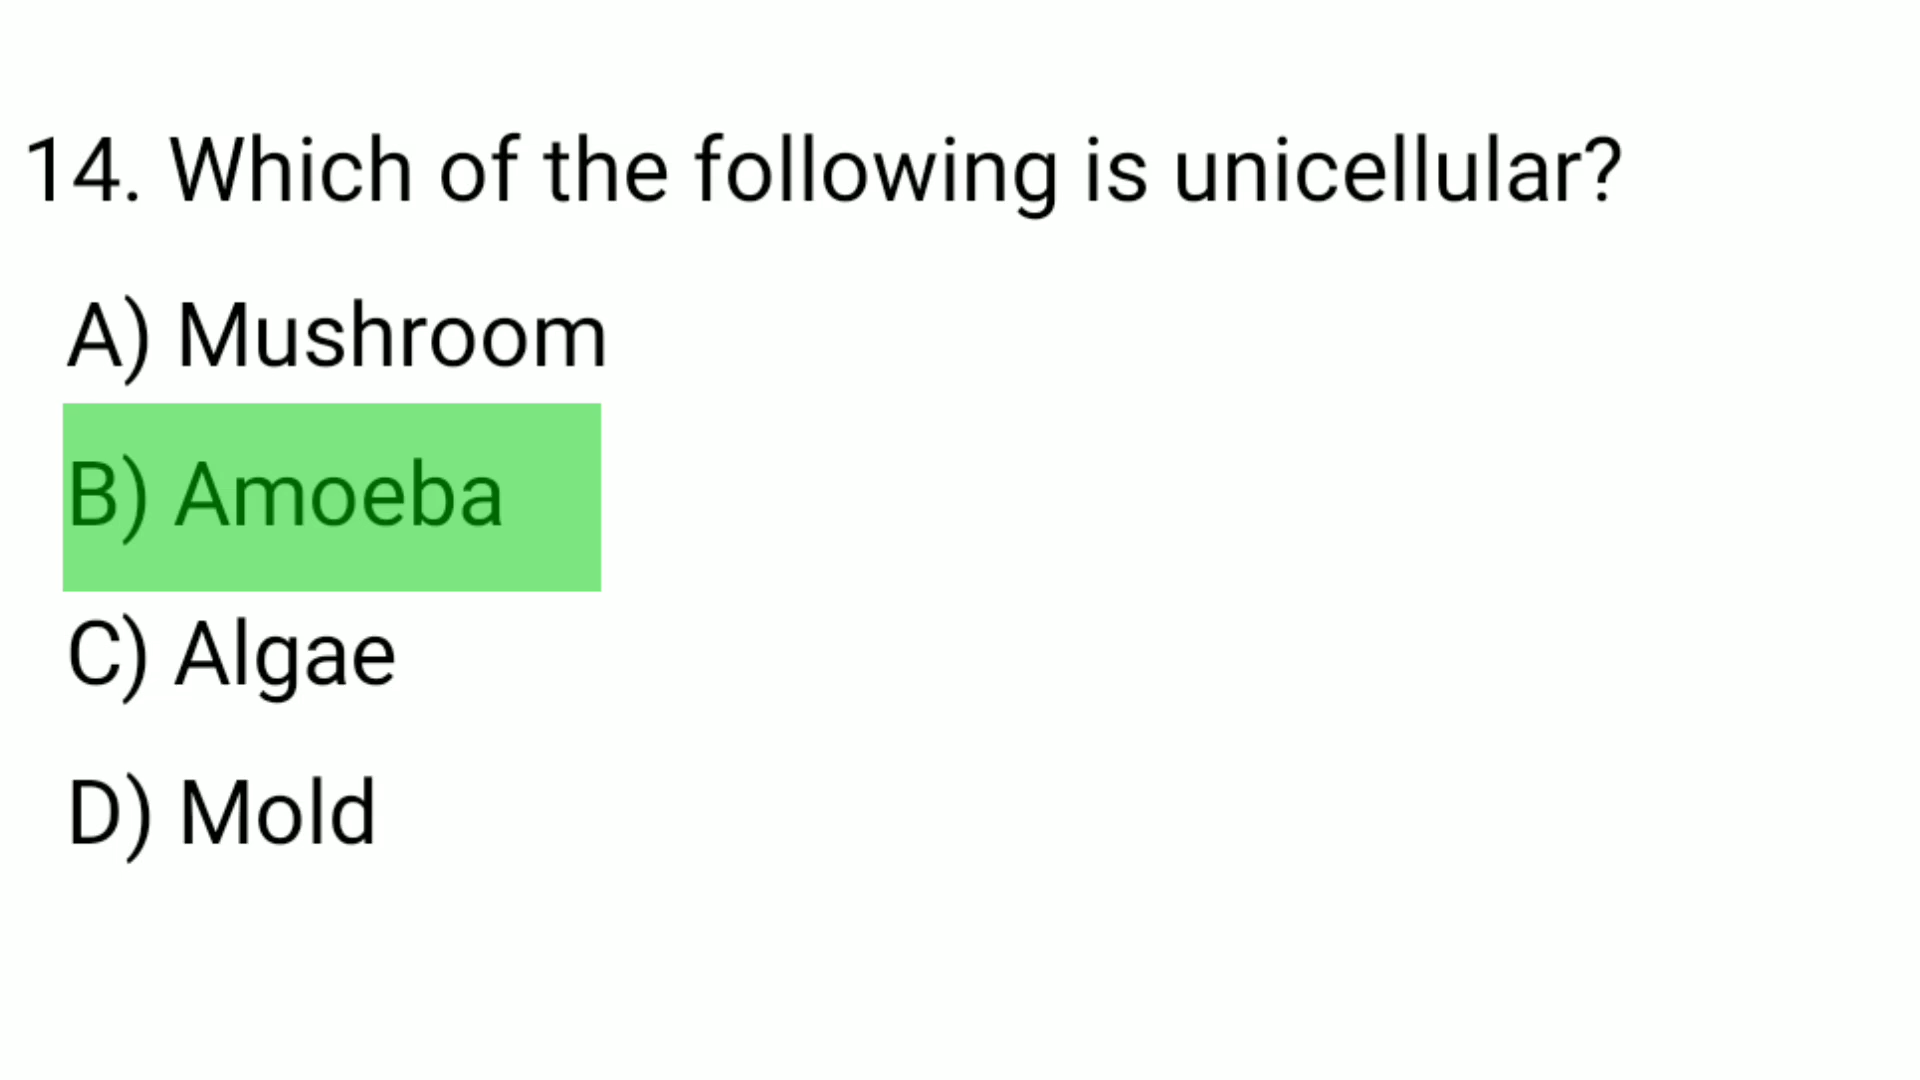 14. Which of the following is unicellular?
A) Mushroom
B) Amoeba
C) Algae
D) Mold